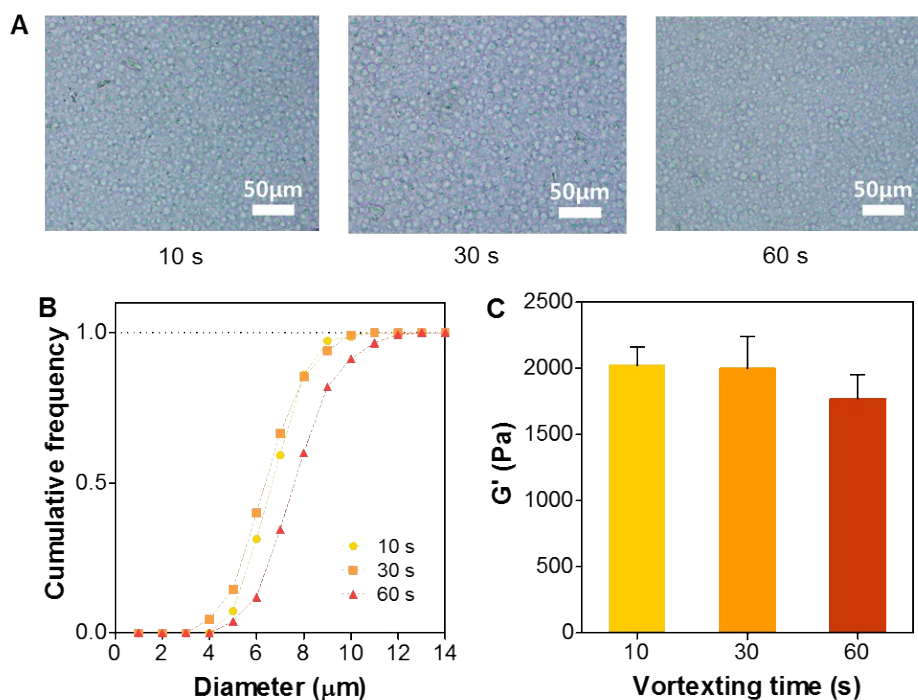 A
50µm
50µm
50µm
10 s
30 s
60 s
B
Cumulative frequency
1.0
0.5
0.0
0 2 4 6 8 10 12 14
Diameter (µm)
10 s
30 s
60 s
C
G' (Pa)
2500
2000
1500
1000
500
0
10 30 60
Vortexting time (s)